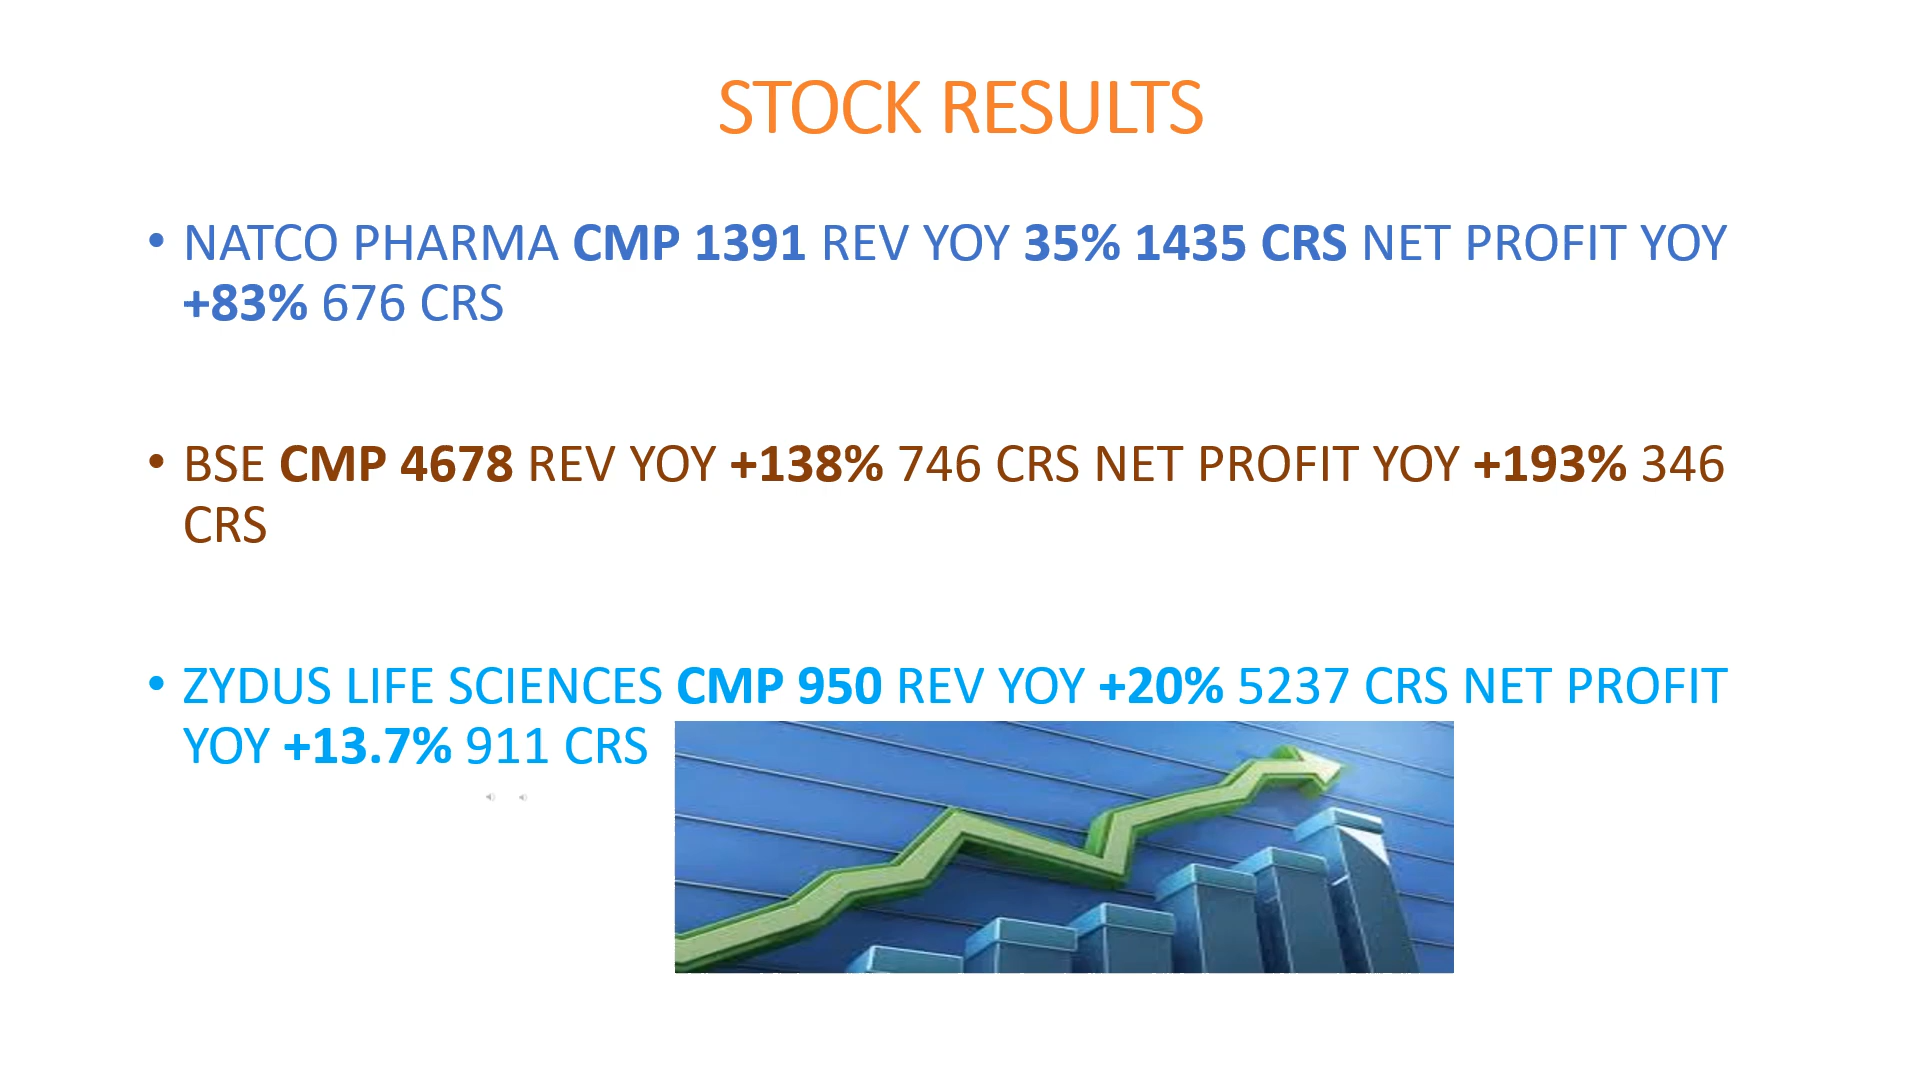 STOCK RESULTS
• NATCO PHARMA CMP 1391 REV YOY 35% 1435 CRS NET PROFIT YOY
+83% 676 CRS
• BSE CMP 4678 REV YOY +138% 746 CRS NET PROFIT YOY +193% 346
CRS
• ZYDUS LIFE SCIENCES CMP 950 REV YOY +20% 5237 CRS NET PROFIT
YOY +13.7% 911 CRS